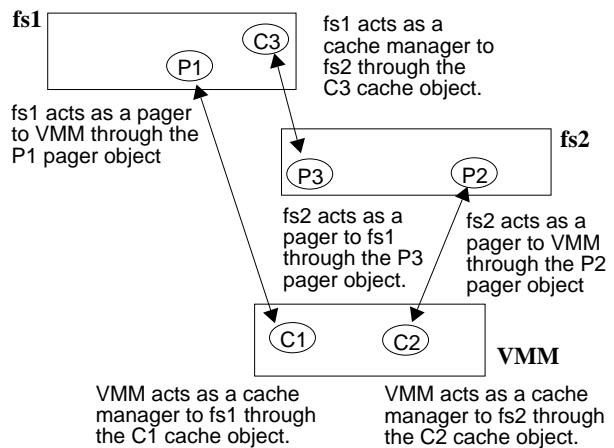 fs1
C3
P1
fs1 acts as a
cache manager to
fs2 through the
C3 cache object.
fs1 acts as a pager
to VMM through the
P1 pager object
fs2
P3
P2
fs2 acts as a
pager to fs1
through the P3
pager object.
fs2 acts as a
pager to VMM
through the P2
pager object
C1
C2
VMM
VMM acts as a cache
manager to fs1 through
the C1 cache object.
VMM acts as a cache
manager to fs2 through
the C2 cache object.